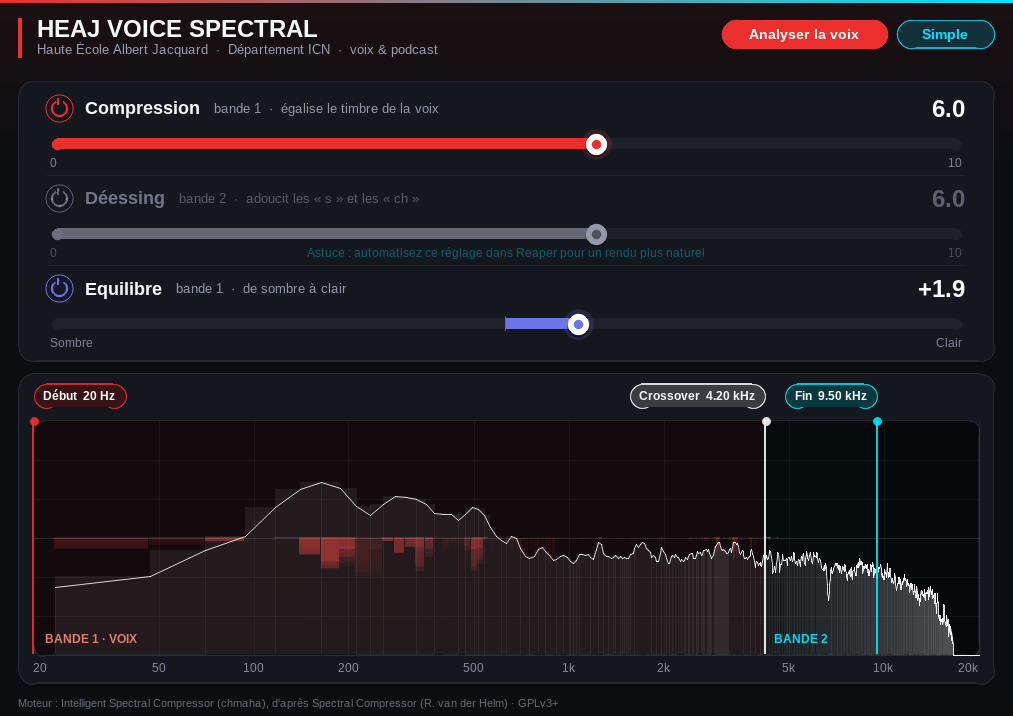 HEAJ VOICE SPECTRAL
Haute École Albert Jacquard · Département ICN · voix & podcast
Analyser la voix
Simple
Compression bande 1 · égalise le timbre de la voix 6.0
0 10
Déessing bande 2 · adoucit les « s » et les « ch » 6.0
0 Astuce : automatisez ce réglage dans Reaper pour un rendu plus naturel 10
Equilibre bande 1 · de sombre à clair +1.9
Sombre Clair
Début 20 Hz Crossover 4.20 kHz Fin 9.50 kHz
BANDE 1 · VOIX BANDE 2
20 50 100 200 500 1k 2k 5k 10k 20k
Moteur : Intelligent Spectral Compressor (chmaha), d'après Spectral Compressor (R. van der Helm) · GPLv3+